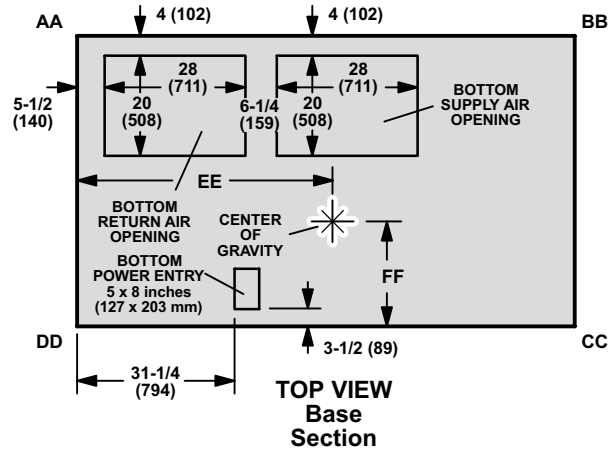 AA
4 (102)
4 (102)
BB
28
(711)
28
(711)
5-1/2
(140)
20
(508)
6-1/4
(159)
20
(508)
BOTTOM
SUPPLY AIR
OPENING
EE
BOTTOM
RETURN AIR
OPENING
CENTER
OF
GRAVITY
BOTTOM
POWER ENTRY
5 x 8 inches
(127 x 203 mm)
FF
DD
CC
3-1/2 (89)
31-1/4
(794)
TOP VIEW
Base
Section